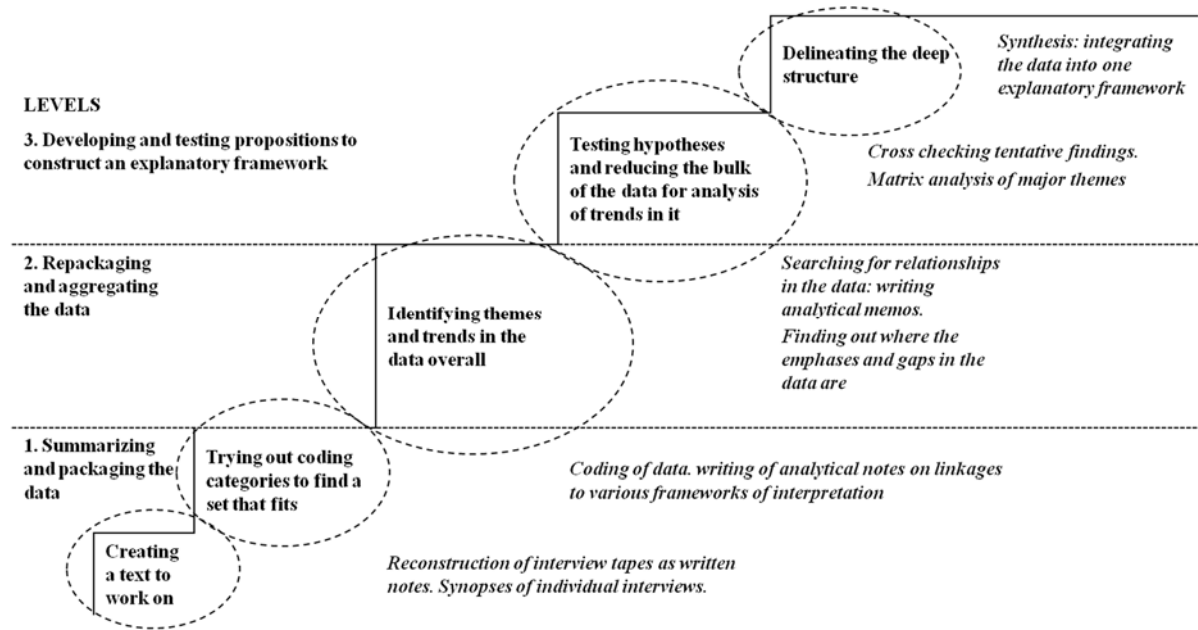 Delineating the deep
structure
Synthesis: integrating
the data into one
explanatory framework
LEVELS
3. Developing and testing propositions to
construct an explanatory framework
Testing hypotheses
and reducing the bulk
of the data for analysis
of trends in it
Cross checking tentative findings.
Matrix analysis of major themes
2. Repackaging
and aggregating
the data
Identifying themes
and trends in the
data overall
Searching for relationships
in the data: writing
analytical memos.
Finding out where the
emphases and gaps in the
data are
1. Summarizing
and packaging the
data
Trying out coding
categories to find a
set that fits
Coding of data. writing of analytical notes on linkages
to various frameworks of interpretation
Creating
a text to
work on
Reconstruction of interview tapes as written
notes. Synopses of individual interviews.